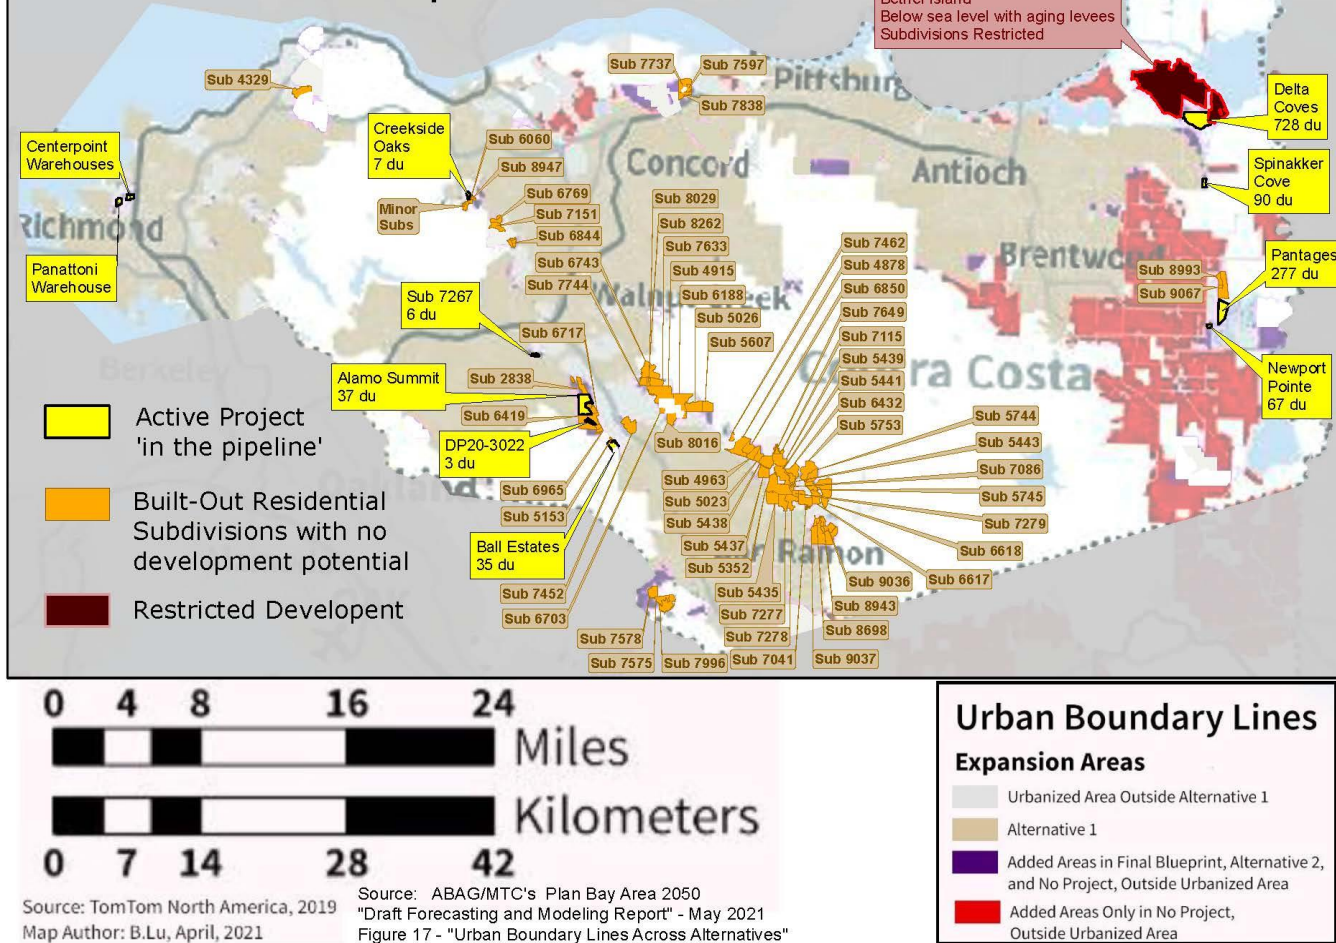 Bethel Island
Below sea level with aging levees
Subdivisions Restricted
Sub 4329
Sub 7737
Sub 7597
Sub 7838
Pittsburg
Delta
Coves
728 du
Centerpoint
Warehouses
Creekside
Oaks
7 du
Sub 6060
Sub 8947
Concord
Antioch
Spinakker
Cove
90 du
Minor
Subs
Sub 6769
Sub 7151
Sub 6844
Sub 8029
Sub 8262
Sub 7633
Sub 4915
Sub 6188
Sub 5026
Sub 5607
Richmond
Panattoni
Warehouse
Sub 6743
Sub 7744
Walnut Creek
Sub 7462
Sub 4878
Sub 6850
Sub 7649
Sub 7115
Sub 5439
Sub 5441
Sub 6432
Sub 5753
Brentwood
Sub 8993
Sub 9067
Pantages
277 du
Sub 7267
6 du
Sub 6717
Contra Costa
Newport
Pointe
67 du
Berkeley
Alamo Summit
37 du
Sub 2838
Sub 6419
DP20-3022
3 du
Active Project
'in the pipeline'
Sub 8016
Sub 5744
Sub 5443
Sub 7086
Sub 5745
Sub 7279
Sub 6618
Sub 6617
Oakland
Sub 6965
Sub 5153
Sub 4963
Sub 5023
Sub 5438
Sub 5437
Sub 5352
San Ramon
Built-Out Residential
Subdivisions with no
development potential
Ball Estates
35 du
Sub 7452
Sub 6703
Sub 5435
Sub 7277
Sub 7278
Sub 7041
Sub 9036
Sub 8943
Sub 8698
Sub 9037
Restricted Developent
Sub 7578
Sub 7575
Sub 7996
0 4 8 16 24
Miles
Kilometers
0 7 14 28 42
Source: TomTom North America, 2019
Map Author: B.Lu, April, 2021
Source: ABAG/MTC's Plan Bay Area 2050
"Draft Forecasting and Modeling Report" - May 2021
Figure 17 - "Urban Boundary Lines Across Alternatives"
Urban Boundary Lines
Expansion Areas
Urbanized Area Outside Alternative 1
Alternative 1
Added Areas in Final Blueprint, Alternative 2,
and No Project, Outside Urbanized Area
Added Areas Only in No Project,
Outside Urbanized Area